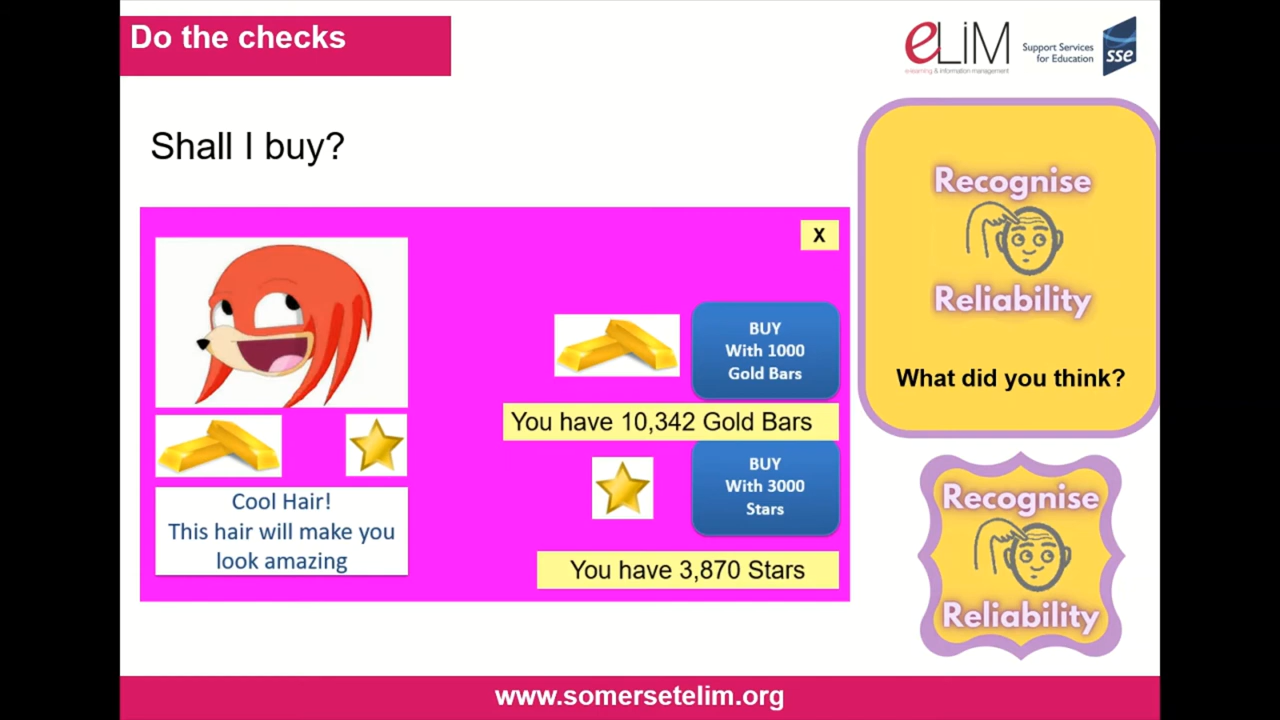 Do the checks
eLiM
e-learning & information management
Support Services
for Education
sse
Shall I buy?
X
BUY
With 1000
Gold Bars
You have 10,342 Gold Bars
BUY
With 3000
Stars
You have 3,870 Stars
Cool Hair!
This hair will make you
look amazing
Recognise
Reliability
What did you think?
Recognise
Reliability
www.somersetelim.org